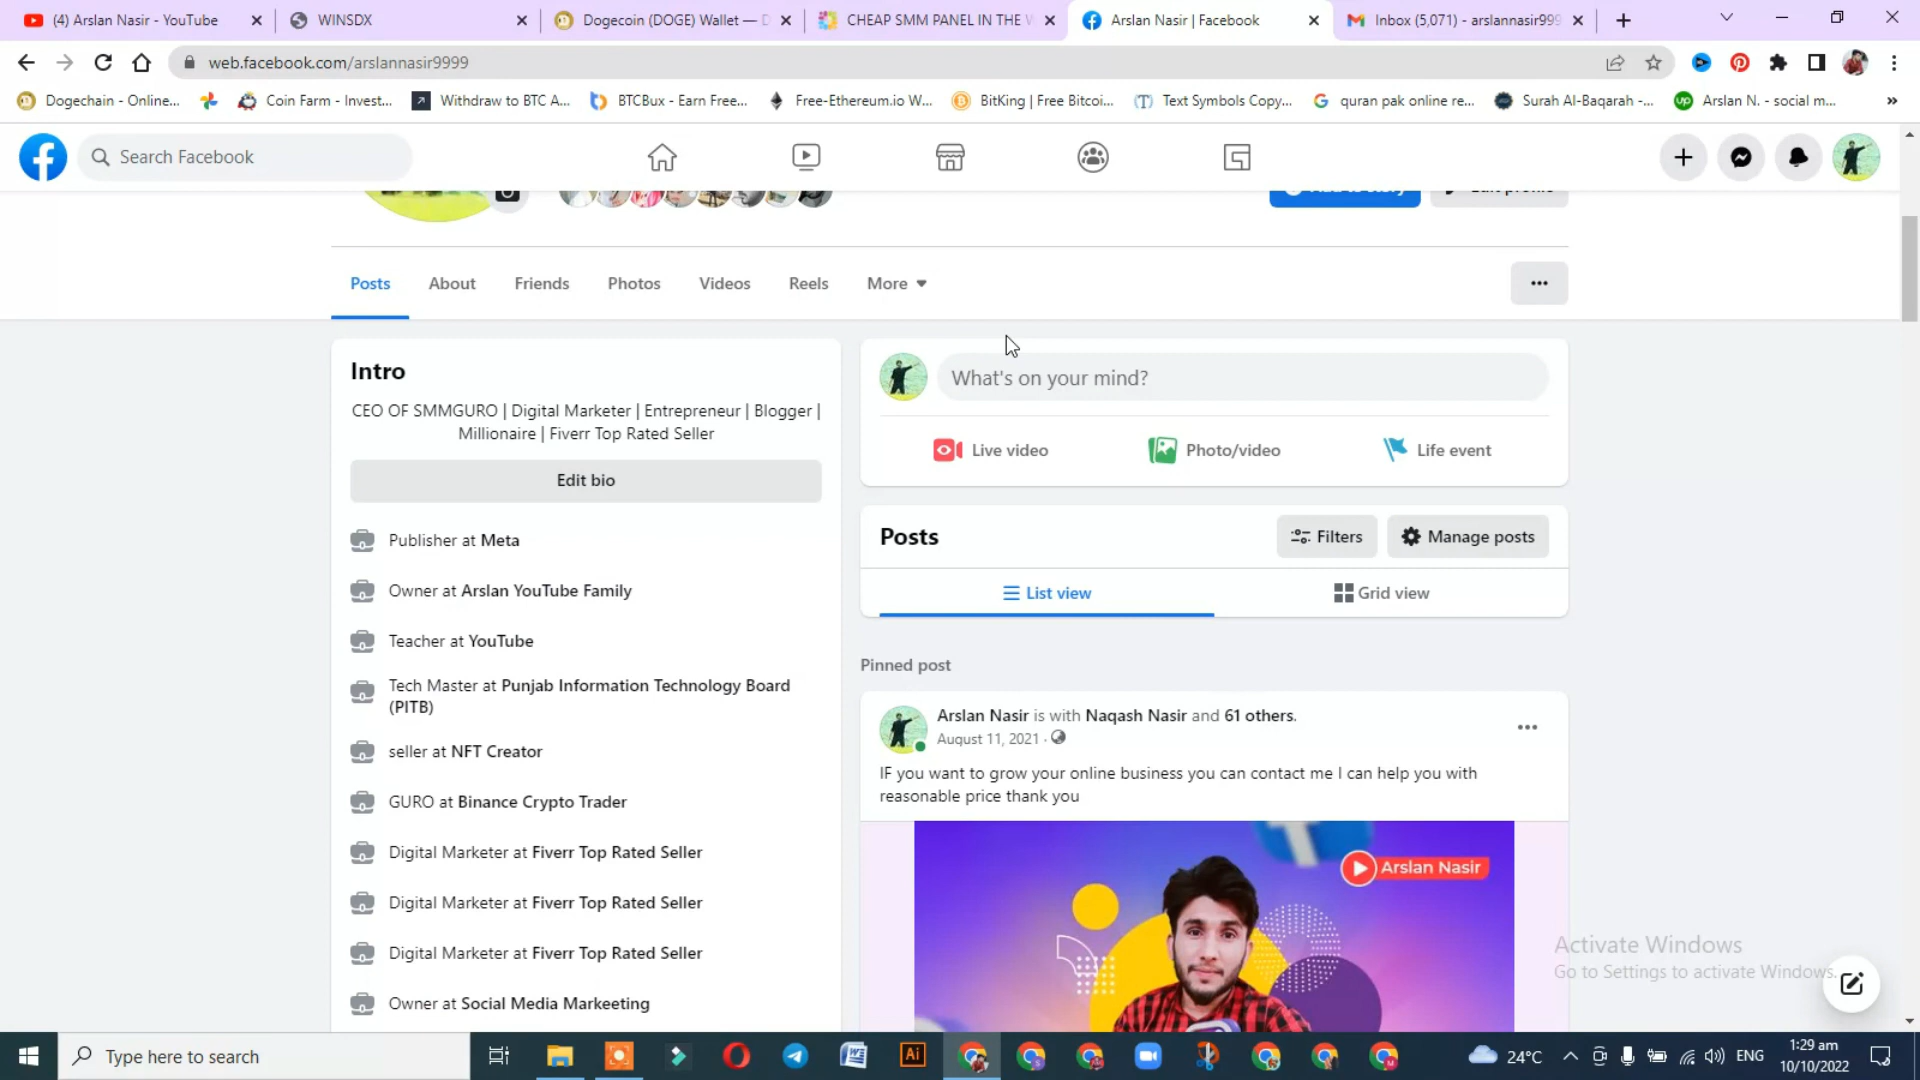 (4) Arslan Nasir - YouTube
WINSDX
Dogecoin (DOGE) Wallet —
CHEAP SMM PANEL IN THE
Arslan Nasir | Facebook
Inbox (5,071) - arslannasir999
web.facebook.com/arslannasir9999
Dogechain - Online...
Coin Farm - Invest...
Withdraw to BTC A...
BTCBux - Earn Free...
Free-Ethereum.io W...
BitKing | Free Bitcoi...
Text Symbols Copy...
quran pak online re...
Surah Al-Baqarah -...
Arslan N. - social m...
Search Facebook
Posts
About
Friends
Photos
Videos
Reels
More
Intro
CEO OF SMMGURO | Digital Marketer | Entrepreneur | Blogger |
Millionaire | Fiverr Top Rated Seller
Edit bio
Publisher at Meta
Owner at Arslan YouTube Family
Teacher at YouTube
Tech Master at Punjab Information Technology Board
(PITB)
seller at NFT Creator
GURO at Binance Crypto Trader
Digital Marketer at Fiverr Top Rated Seller
Digital Marketer at Fiverr Top Rated Seller
Digital Marketer at Fiverr Top Rated Seller
Owner at Social Media Markeeting
What's on your mind?
Live video
Photo/video
Life event
Posts
Filters
Manage posts
List view
Grid view
Pinned post
Arslan Nasir is with Naqash Nasir and 61 others.
August 11, 2021 ·
IF you want to grow your online business you can contact me I can help you with
reasonable price thank you
Arslan Nasir
Activate Windows
Go to Settings to activate Windows.
Type here to search
Ai
24°C
ENG
1:29 am
10/10/2022